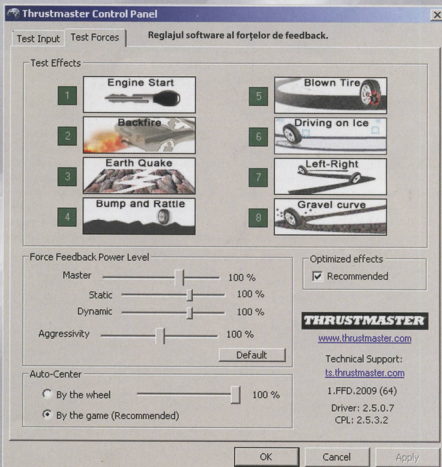 Thrustmaster Control Panel
Test Input
Test Forces
Reglajul software al forțelor de feedback.
Test Effects
1
Engine Start
2
Backfire
3
Earth Quake
4
Bump and Rattle
5
Blown Tire
6
Driving on Ice
7
Left-Right
8
Gravel curve
Force Feedback Power Level
Master 100 %
Static 100 %
Dynamic 100 %
Aggressivity 100 %
Default
Auto-Center
By the wheel 100 %
By the game (Recommended)
Optimized effects
Recommended
THRUSTMASTER
www.thrustmaster.com
Technical Support:
ts.thrustmaster.com
1.FFD.2009 (64)
Driver: 2.5.0.7
CPL: 2.5.3.2
OK
Cancel
Apply